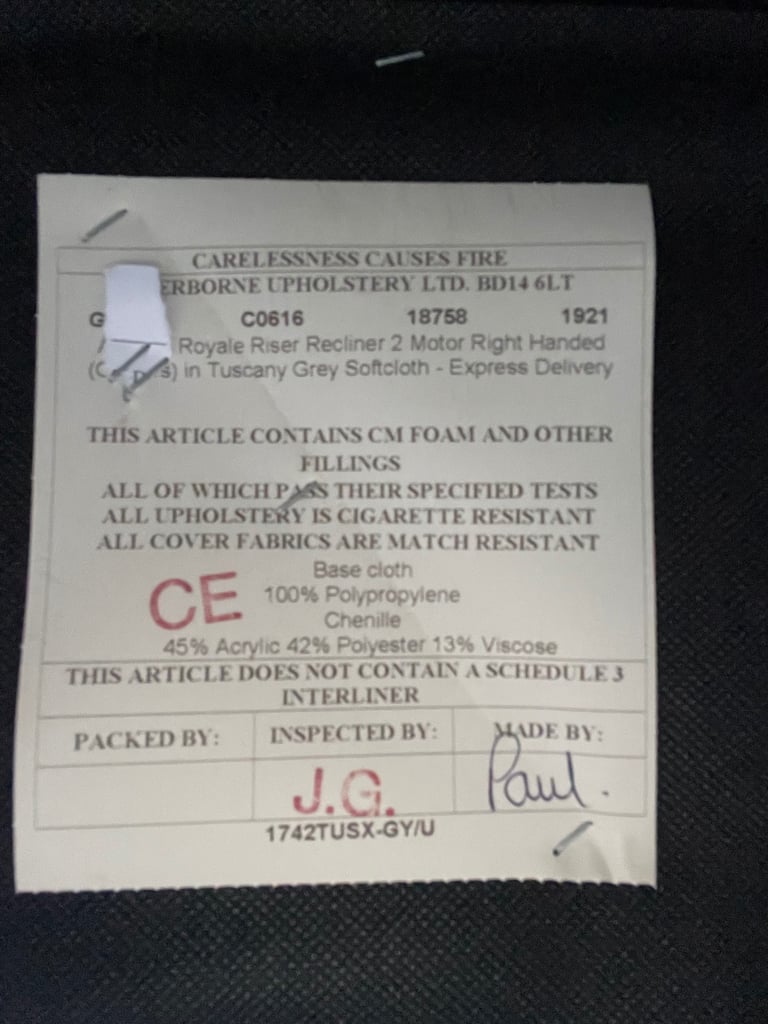 CARELESSNESS CAUSES FIRE
ERBORNE UPHOLSTERY LTD. BD14 6LT
G C0616 18758 1921
Royale Riser Recliner 2 Motor Right Handed
in Tuscany Grey Softcloth - Express Delivery
THIS ARTICLE CONTAINS CM FOAM AND OTHER
FILLINGS
ALL OF WHICH PASS THEIR SPECIFIED TESTS
ALL UPHOLSTERY IS CIGARETTE RESISTANT
ALL COVER FABRICS ARE MATCH RESISTANT
Base cloth
CE 100% Polypropylene
Chenille
45% Acrylic 42% Polyester 13% Viscose
THIS ARTICLE DOES NOT CONTAIN A SCHEDULE 3
INTERLINER
PACKED BY: INSPECTED BY: MADE BY:
J.G. Paul.
1742TUSX-GY/U